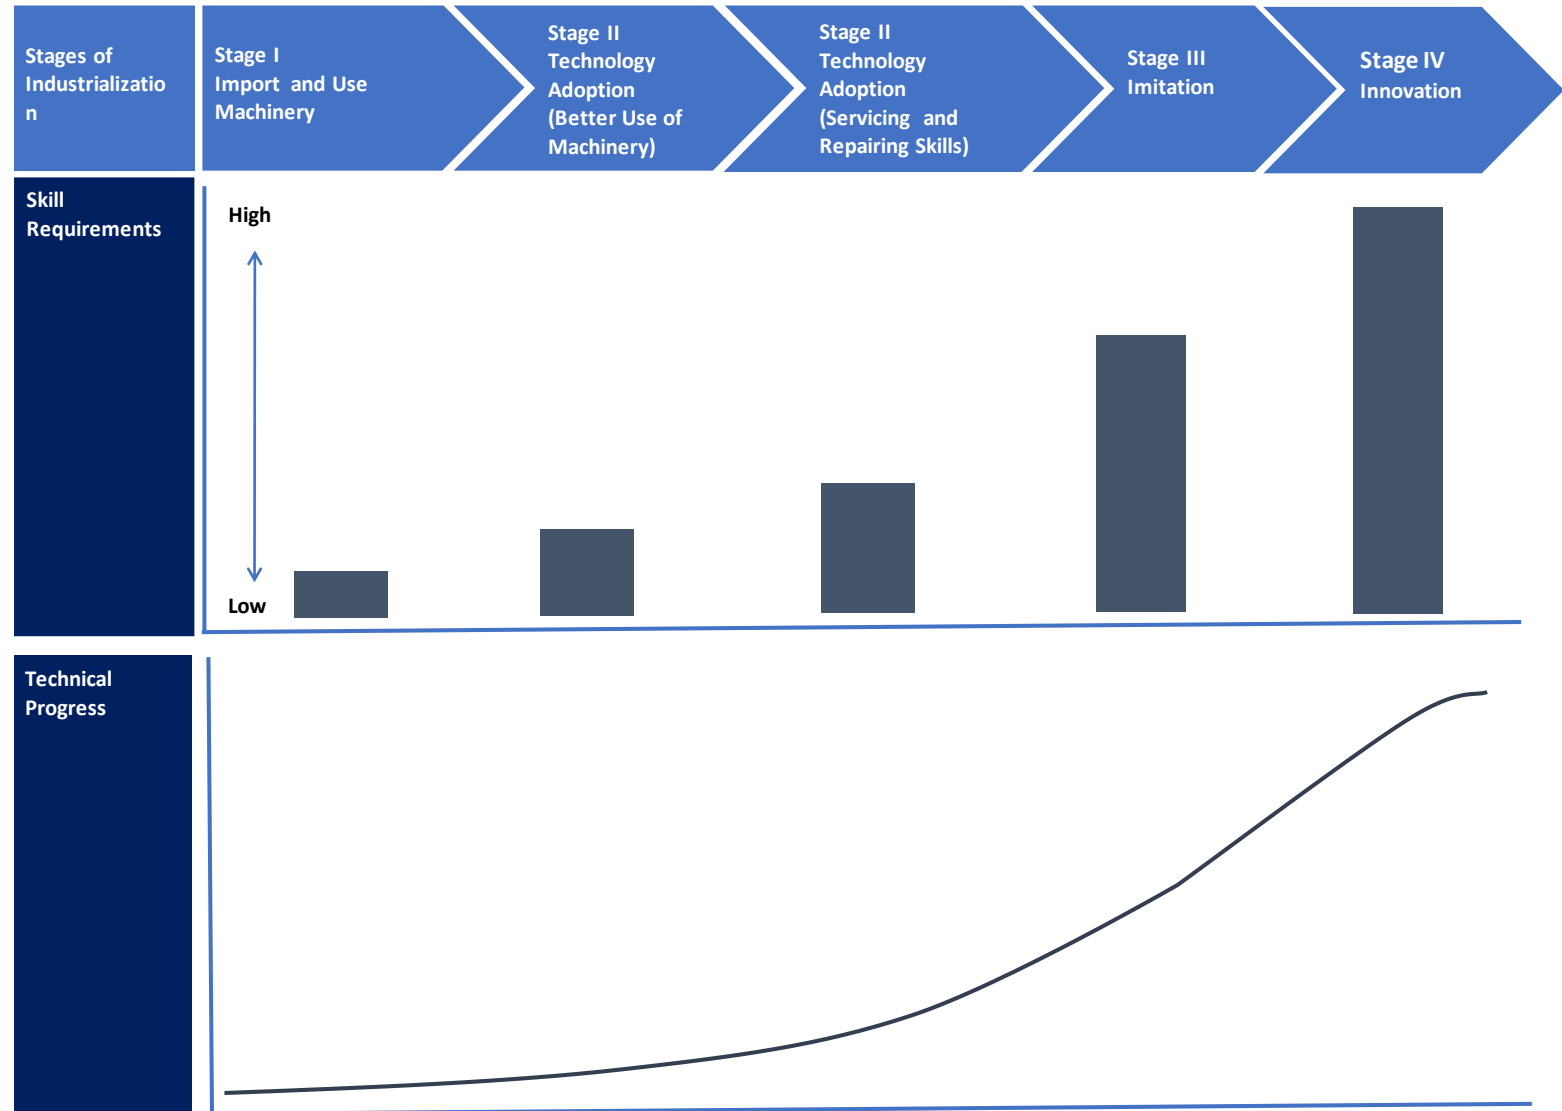 Stages of
Industrializatio
n
Stage I
Import and Use
Machinery
Stage II
Technology
Adoption
(Better Use of
Machinery)
Stage II
Technology
Adoption
(Servicing and
Repairing Skills)
Stage III
Imitation
Stage IV
Innovation
Skill
Requirements
High
Low
Technical
Progress